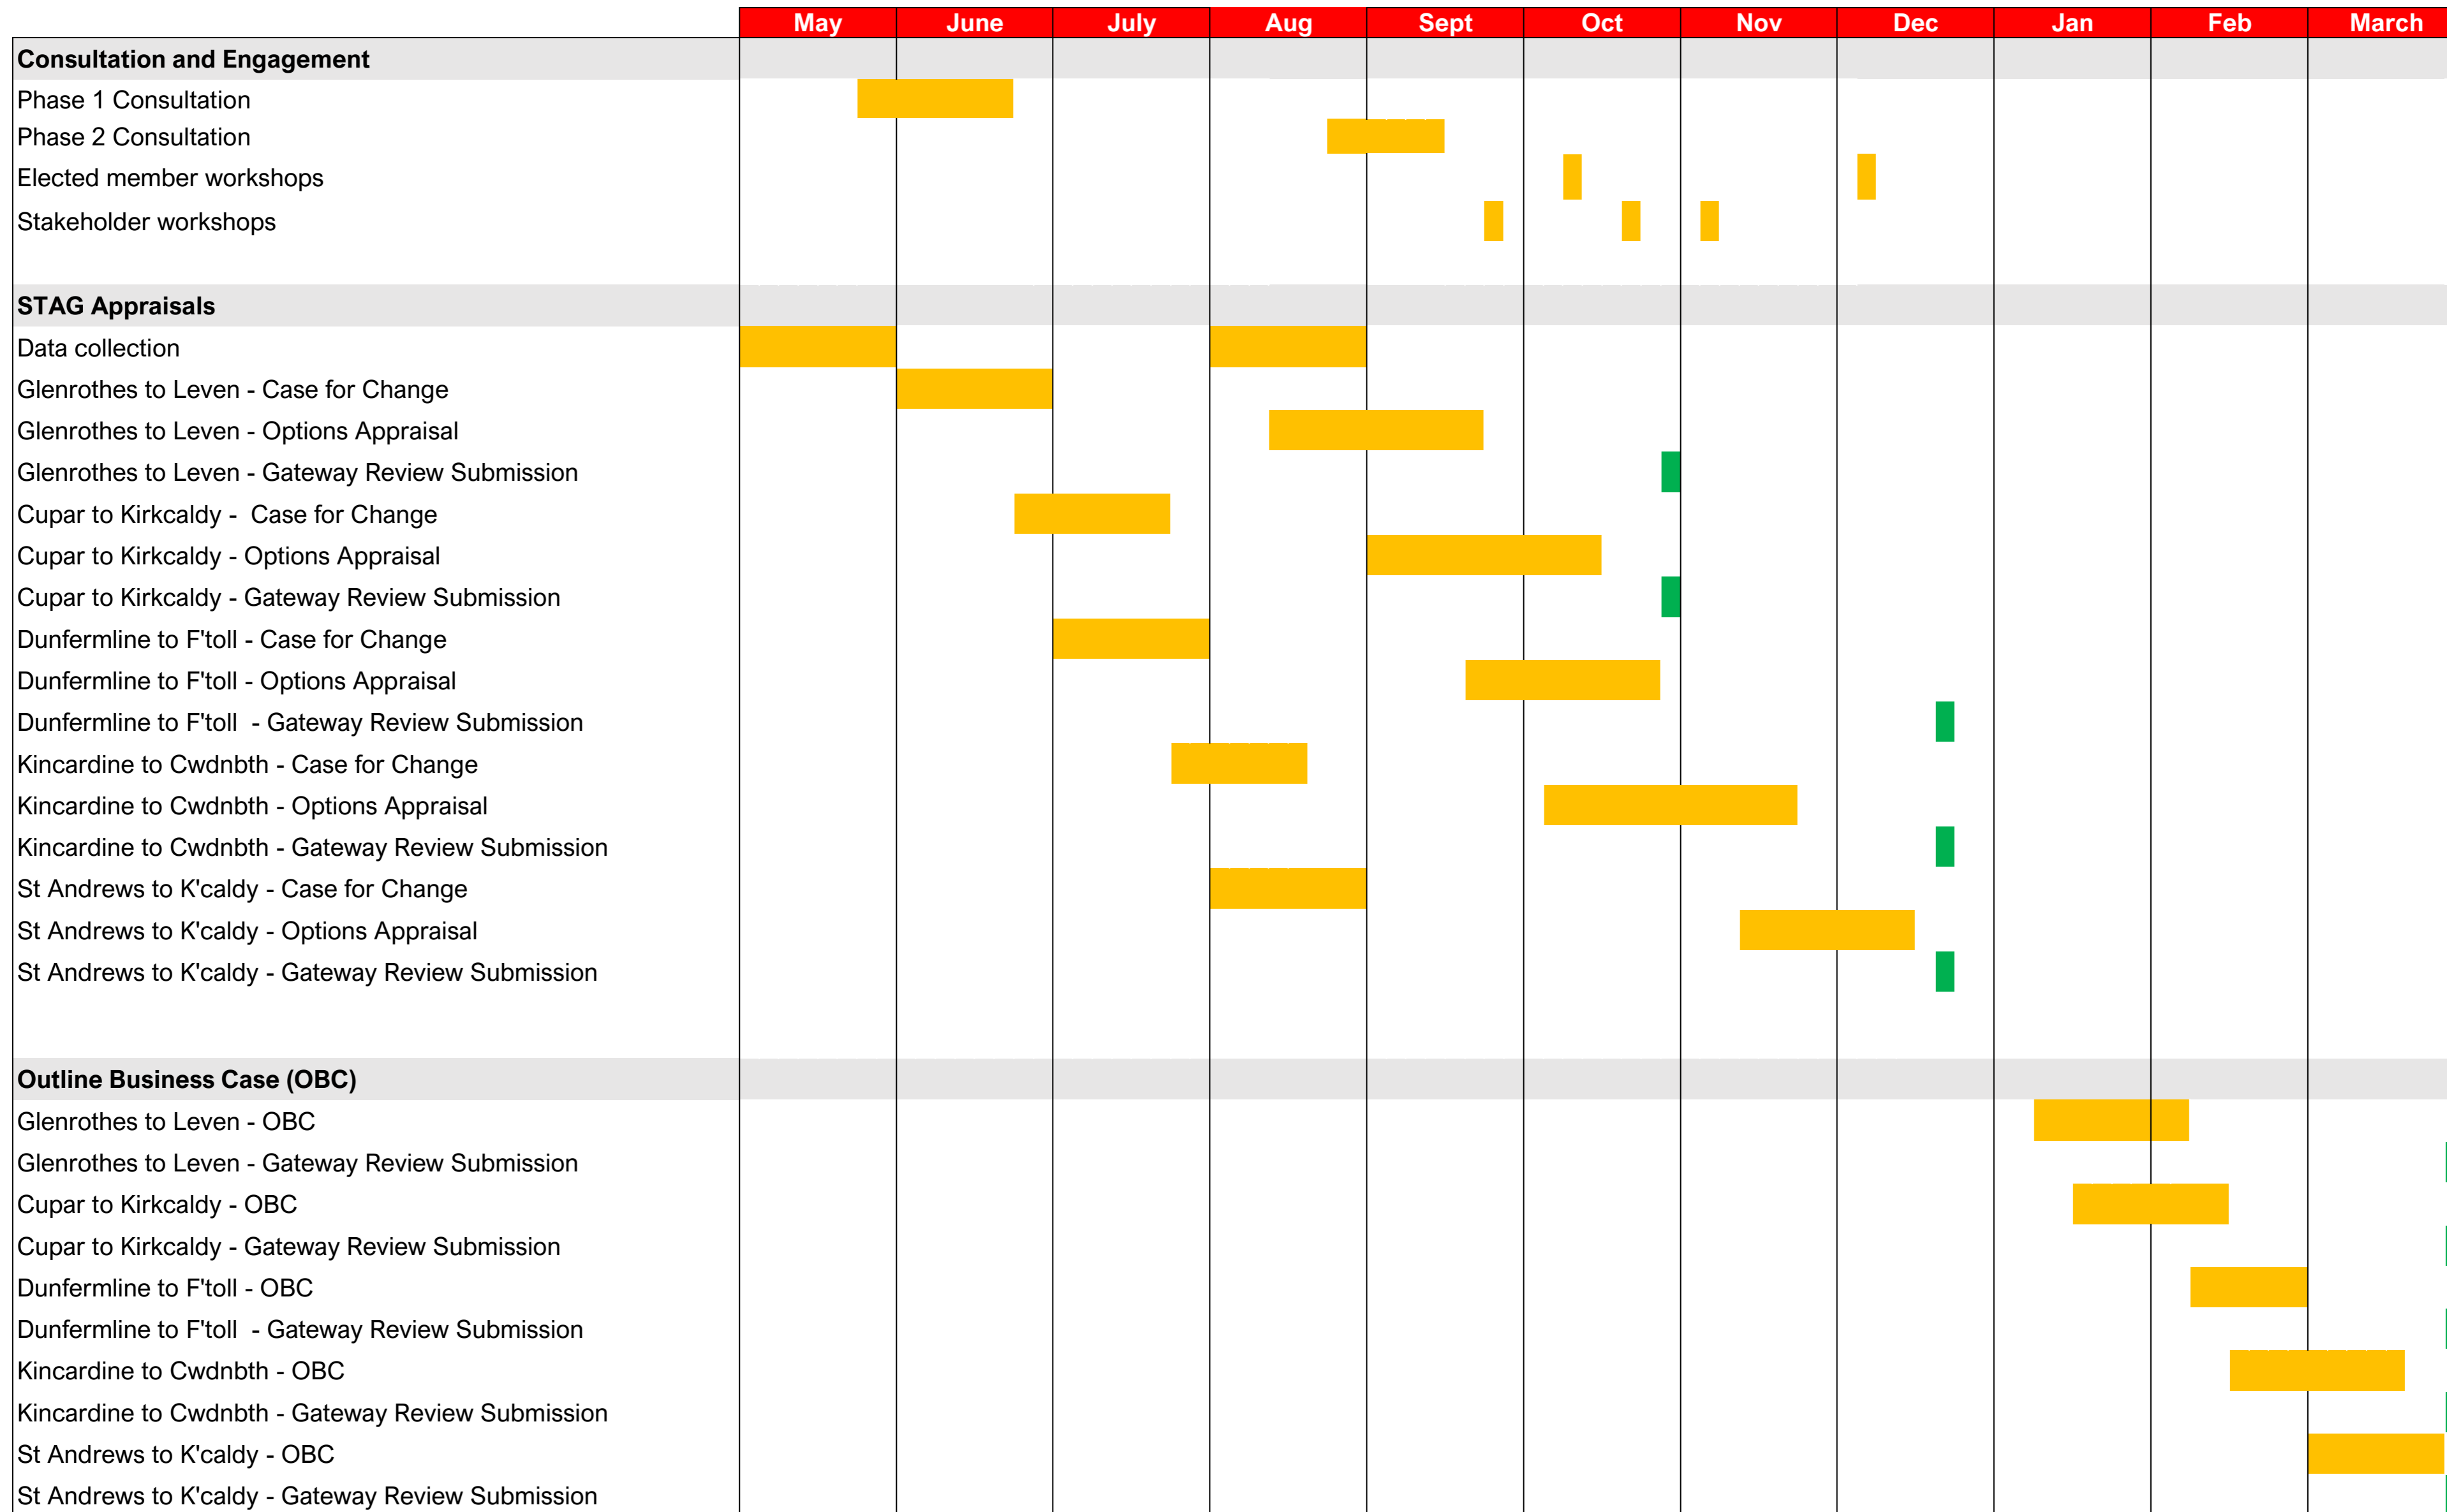 May June July Aug Sept Oct Nov Dec Jan Feb March
Consultation and Engagement
Phase 1 Consultation
Phase 2 Consultation
Elected member workshops
Stakeholder workshops
STAG Appraisals
Data collection
Glenrothes to Leven - Case for Change
Glenrothes to Leven - Options Appraisal
Glenrothes to Leven - Gateway Review Submission
Cupar to Kirkcaldy -  Case for Change
Cupar to Kirkcaldy - Options Appraisal
Cupar to Kirkcaldy - Gateway Review Submission
Dunfermline to F'toll - Case for Change
Dunfermline to F'toll - Options Appraisal
Dunfermline to F'toll  - Gateway Review Submission
Kincardine to Cwdnbth - Case for Change
Kincardine to Cwdnbth - Options Appraisal
Kincardine to Cwdnbth - Gateway Review Submission
St Andrews to K'caldy - Case for Change
St Andrews to K'caldy - Options Appraisal
St Andrews to K'caldy - Gateway Review Submission
Outline Business Case (OBC)
Glenrothes to Leven - OBC
Glenrothes to Leven - Gateway Review Submission
Cupar to Kirkcaldy - OBC
Cupar to Kirkcaldy - Gateway Review Submission
Dunfermline to F'toll - OBC
Dunfermline to F'toll  - Gateway Review Submission
Kincardine to Cwdnbth - OBC
Kincardine to Cwdnbth - Gateway Review Submission
St Andrews to K'caldy - OBC
St Andrews to K'caldy - Gateway Review Submission